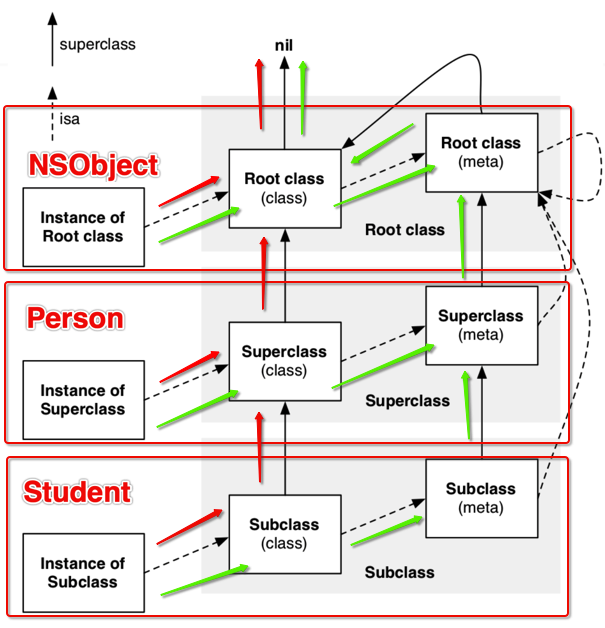 superclass
isa
nil
NSObject
Instance of
Root class
Root class
(class)
Root class
(meta)
Root class
Person
Instance of
Superclass
Superclass
(class)
Superclass
(meta)
Superclass
Student
Instance of
Subclass
Subclass
(class)
Subclass
(meta)
Subclass